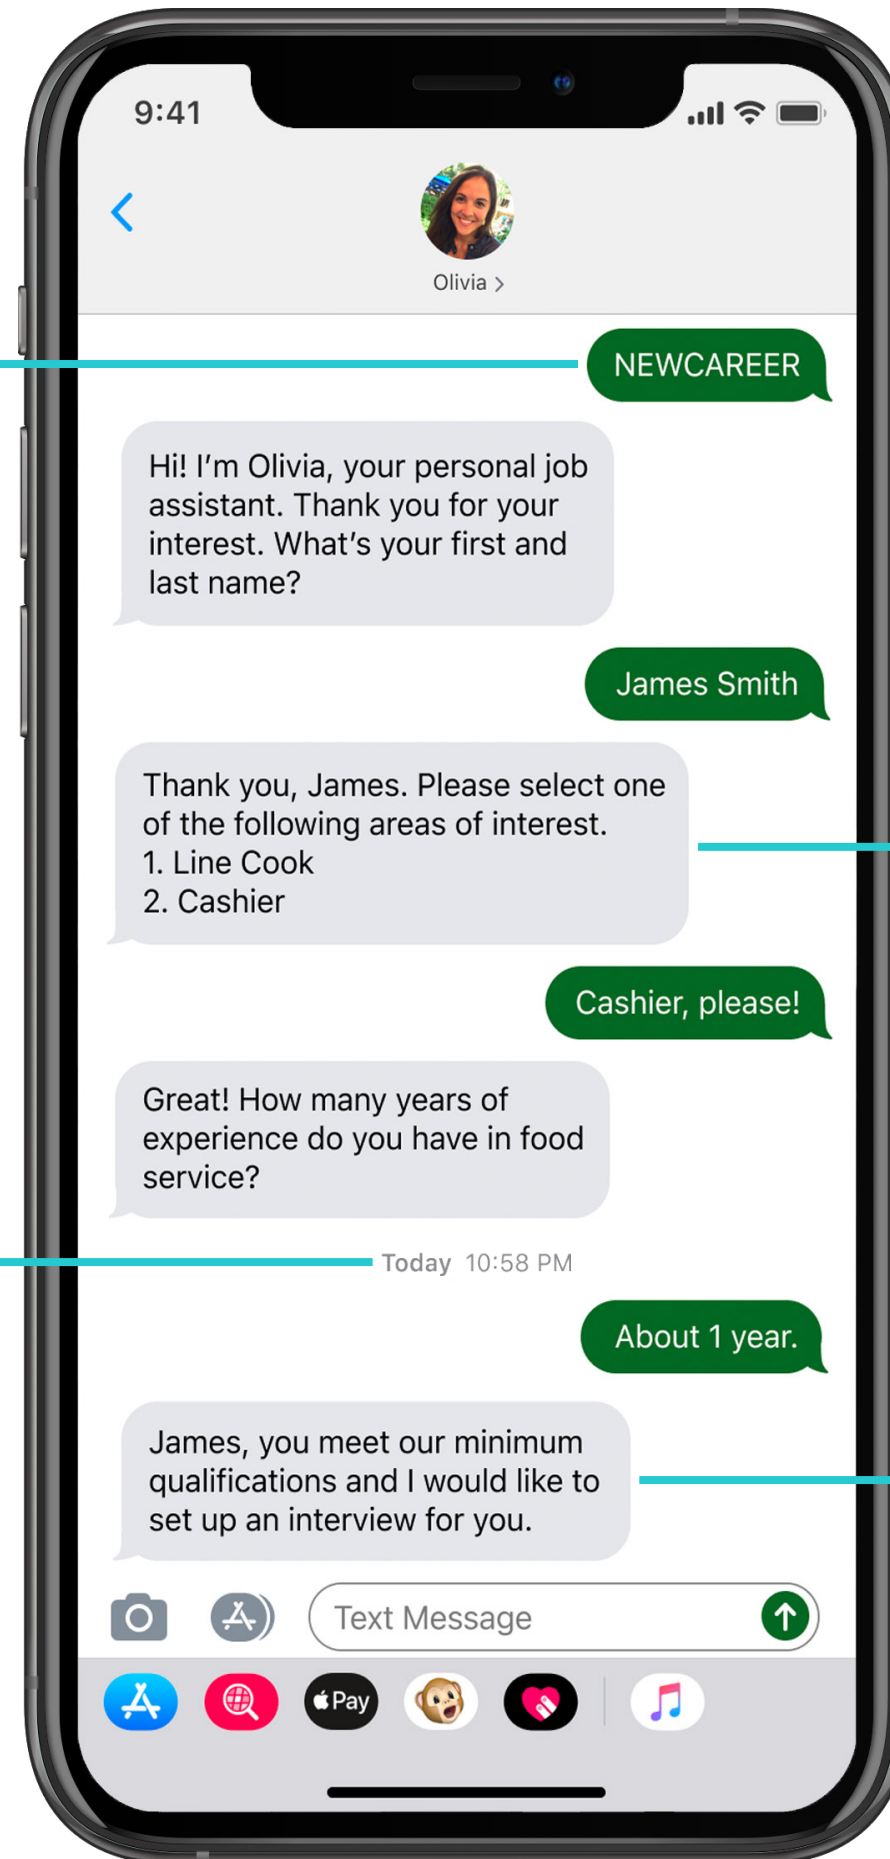 9:41
Olivia >
NEWCAREER
Hi! I'm Olivia, your personal job
assistant. Thank you for your
interest. What's your first and
last name?
James Smith
Thank you, James. Please select one
of the following areas of interest.
1. Line Cook
2. Cashier
Cashier, please!
Great! How many years of
experience do you have in food
service?
Today 10:58 PM
About 1 year.
James, you meet our minimum
qualifications and I would like to
set up an interview for you.
Text Message
Pay